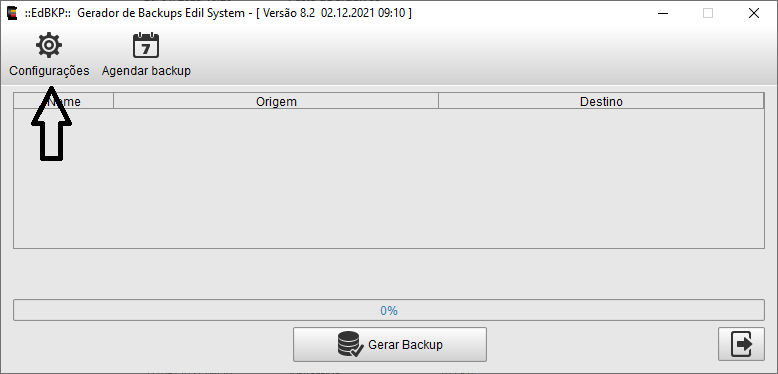 ::EdBKP:: Gerador de Backups Edil System - [ Versão 8.2 02.12.2021 09:10 ]
7
Configurações Agendar backup
Nome Origem Destino
0%
Gerar Backup